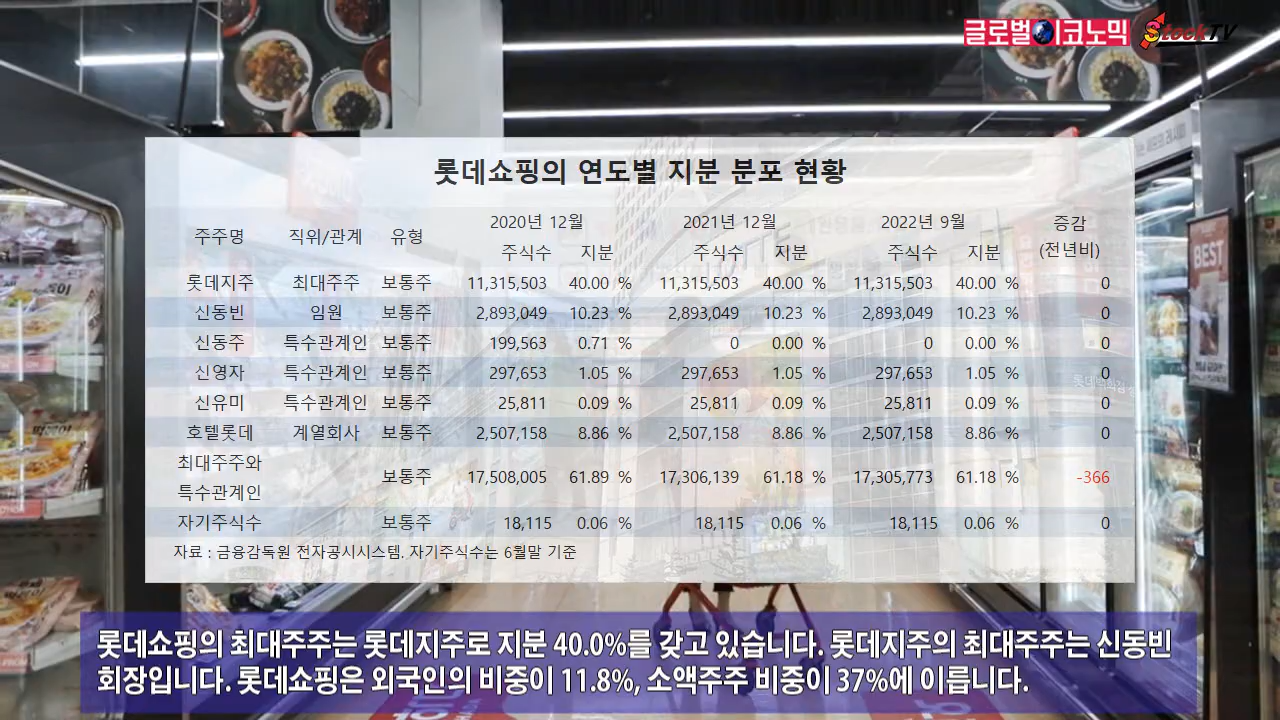 글로벌이코노믹 StockTV
롯데쇼핑의 연도별 지분 분포 현황
주주명 직위/관계 유형 2020년 12월 2021년 12월 2022년 9월 증감 (전년비)
주식수 지분 주식수 지분 주식수 지분
롯데지주 최대주주 보통주 11,315,503 40.00 % 11,315,503 40.00 % 11,315,503 40.00 % 0
신동빈 임원 보통주 2,893,049 10.23 % 2,893,049 10.23 % 2,893,049 10.23 % 0
신동주 특수관계인 보통주 199,563 0.71 % 0 0.00 % 0 0.00 % 0
신영자 특수관계인 보통주 297,653 1.05 % 297,653 1.05 % 297,653 1.05 % 0
신유미 특수관계인 보통주 25,811 0.09 % 25,811 0.09 % 25,811 0.09 % 0
호텔롯데 계열회사 보통주 2,507,158 8.86 % 2,507,158 8.86 % 2,507,158 8.86 % 0
최대주주와
특수관계인 보통주 17,508,005 61.89 % 17,306,139 61.18 % 17,305,773 61.18 % -366
자기주식수 보통주 18,115 0.06 % 18,115 0.06 % 18,115 0.06 % 0
자료 : 금융감독원 전자공시시스템, 자기주식수는 6월말 기준
BEST
롯데쇼핑의 최대주주는 롯데지주로 지분 40.0%를 갖고 있습니다. 롯데지주의 최대주주는 신동빈
회장입니다. 롯데쇼핑은 외국인의 비중이 11.8%, 소액주주 비중이 37%에 이릅니다.